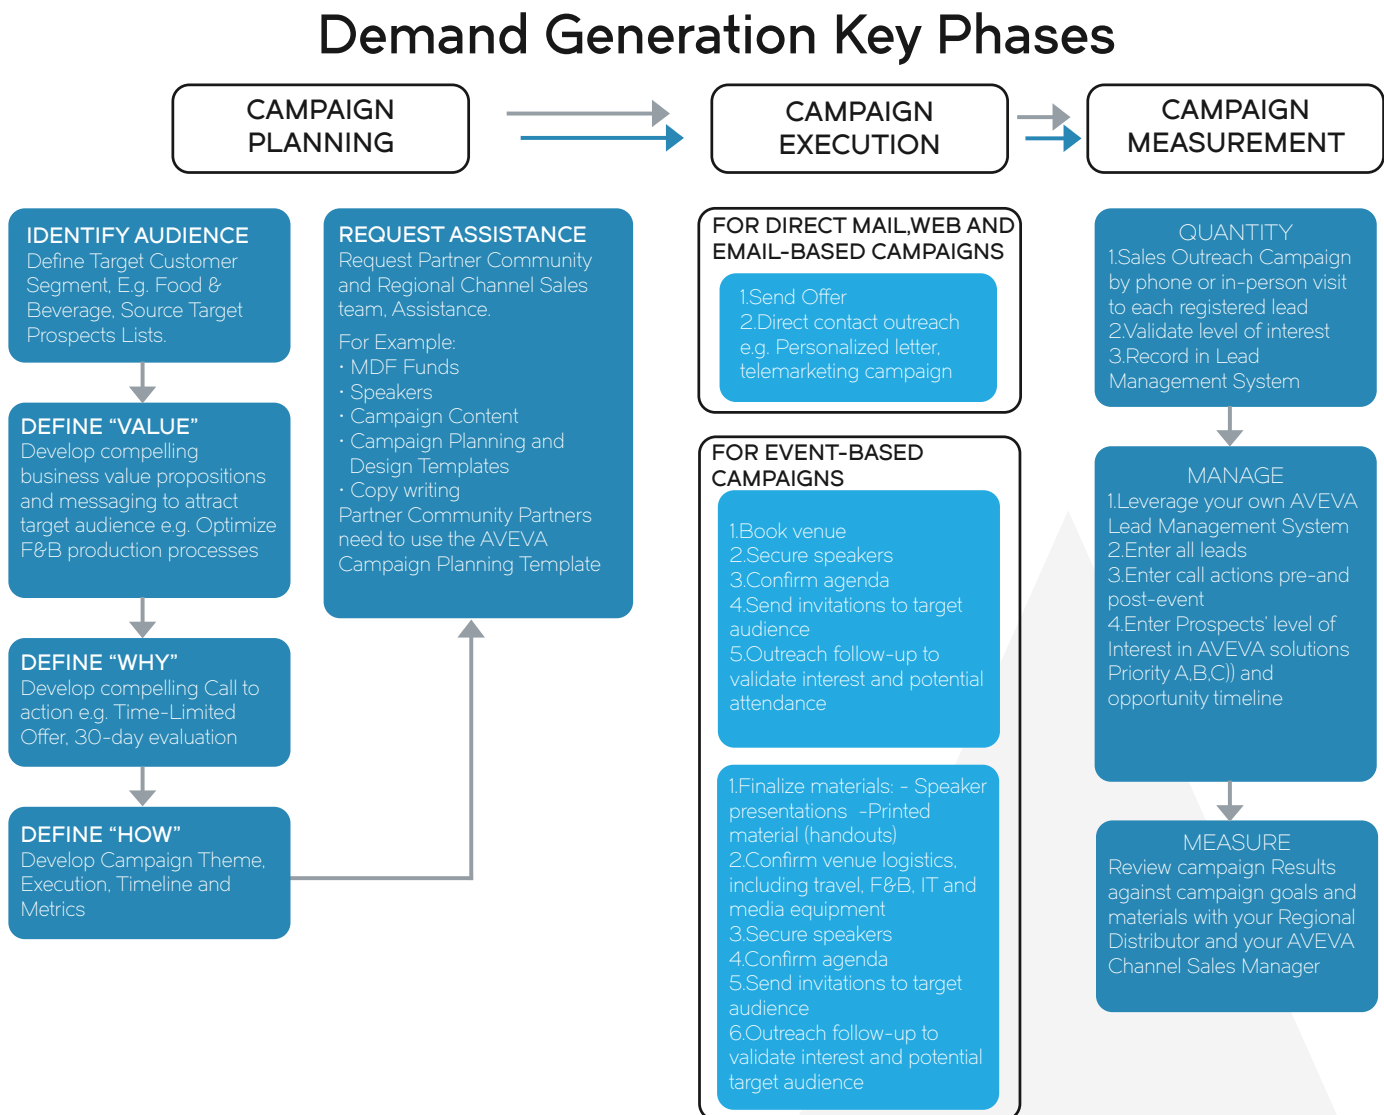 Demand Generation Key Phases
CAMPAIGN
PLANNING
CAMPAIGN
EXECUTION
CAMPAIGN
MEASUREMENT
IDENTIFY AUDIENCE
Define Target Customer
Segment, E.g. Food &
Beverage, Source Target
Prospects Lists.
DEFINE “VALUE”
Develop compelling
business value propositions
and messaging to attract
target audience e.g. Optimize
F&B production processes
DEFINE “WHY”
Develop compelling Call to
action e.g. Time-Limited
Offer, 30-day evaluation
DEFINE “HOW”
Develop Campaign Theme,
Execution, Timeline and
Metrics
REQUEST ASSISTANCE
Request Partner Community
and Regional Channel Sales
team, Assistance.
For Example:
· MDF Funds
· Speakers
· Campaign Content
· Campaign Planning and
Design Templates
· Copy writing
Partner Community Partners
need to use the AVEVA
Campaign Planning Template
FOR DIRECT MAIL,WEB AND
EMAIL-BASED CAMPAIGNS
1.Send Offer
2.Direct contact outreach
e.g. Personalized letter,
telemarketing campaign
FOR EVENT-BASED
CAMPAIGNS
1.Book venue
2.Secure speakers
3.Confirm agenda
4.Send invitations to target
audience
5.Outreach follow-up to
validate interest and potential
attendance
1.Finalize materials: - Speaker
presentations -Printed
material (handouts)
2.Confirm venue logistics,
including travel, F&B, IT and
media equipment
3.Secure speakers
4.Confirm agenda
5.Send invitations to target
audience
6.Outreach follow-up to
validate interest and potential
target audience
QUANTITY
1.Sales Outreach Campaign
by phone or in-person visit
to each registered lead
2.Validate level of interest
3.Record in Lead
Management System
MANAGE
1.Leverage your own AVEVA
Lead Management System
2.Enter all leads
3.Enter call actions pre-and
post-event
4.Enter Prospects’ level of
Interest in AVEVA solutions
Priority A,B,C)) and
opportunity timeline
MEASURE
Review campaign Results
against campaign goals and
materials with your Regional
Distributor and your AVEVA
Channel Sales Manager